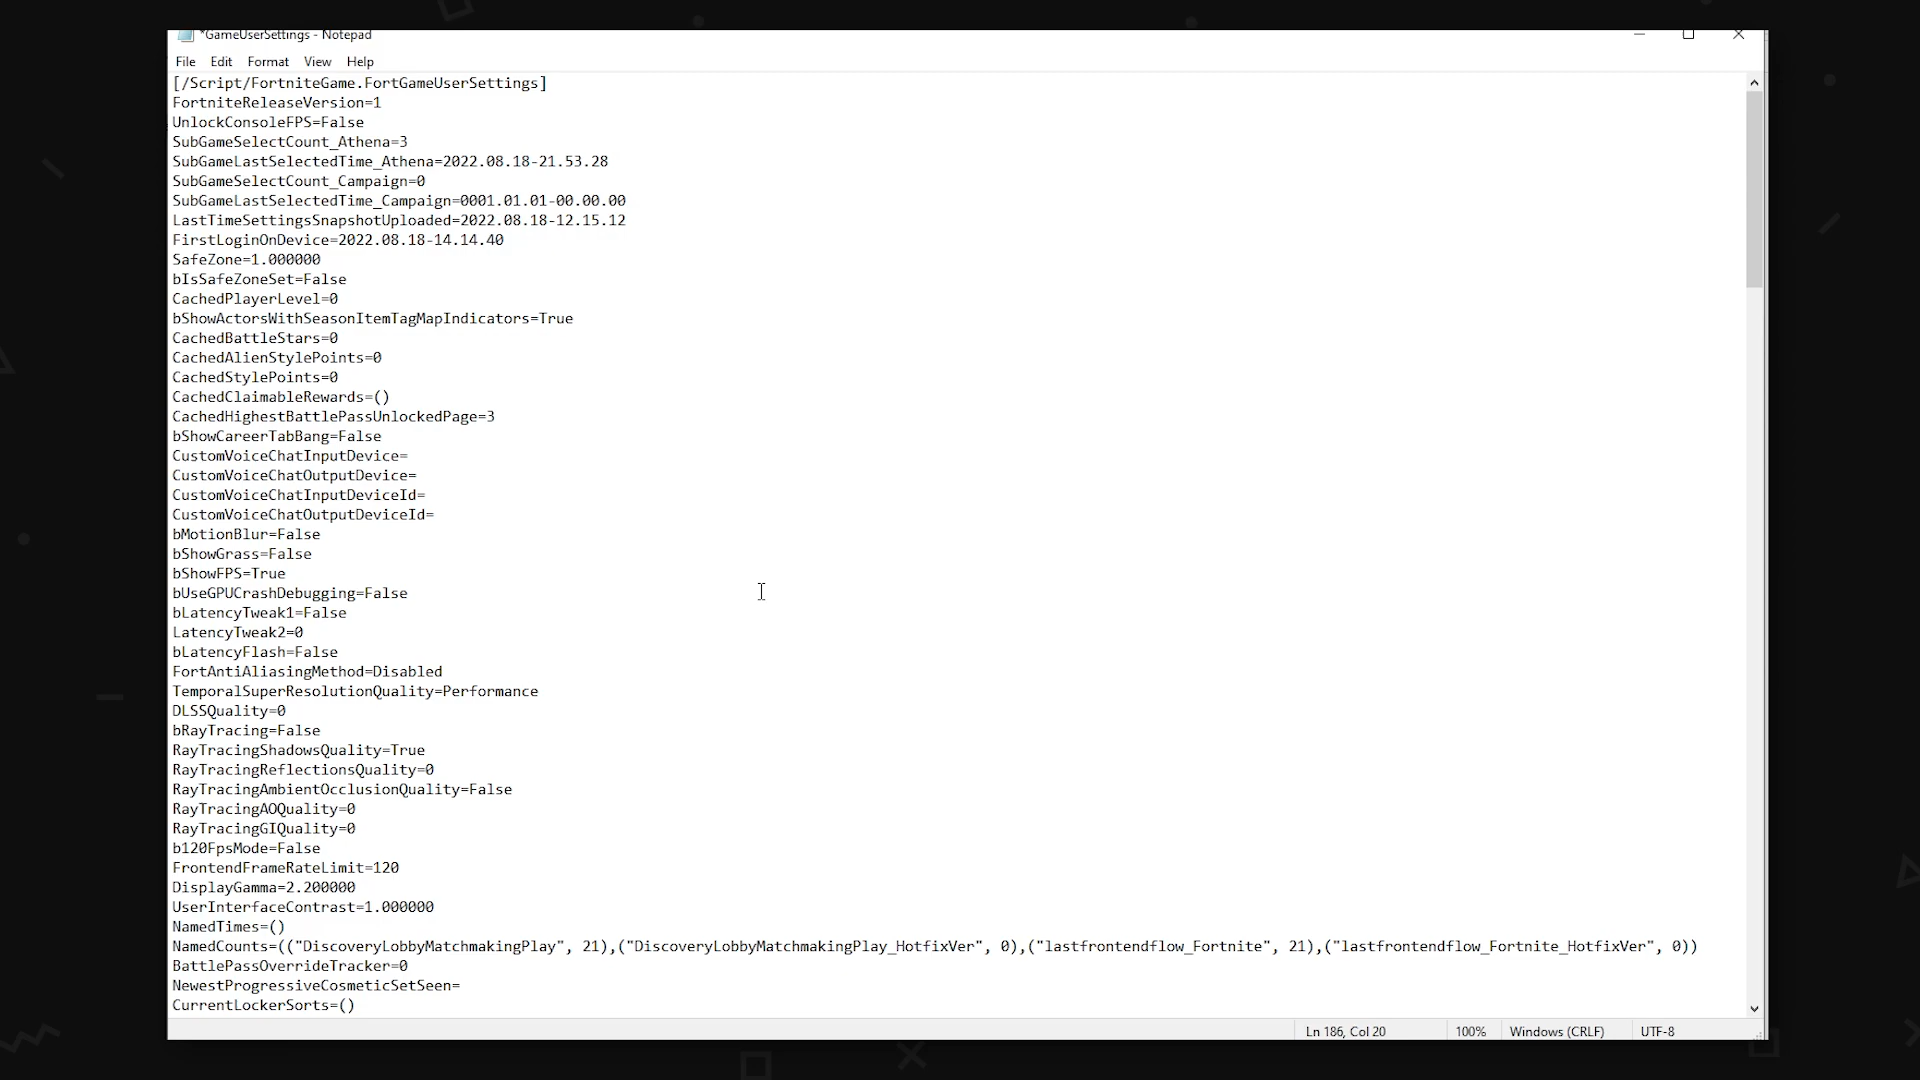 *GameUserSettings - Notepad
File Edit Format View Help
[/Script/FortniteGame.FortGameUserSettings]
FortniteReleaseVersion=1
UnlockConsoleFPS=False
SubGameSelectCount_Athena=3
SubGameLastSelectedTime_Athena=2022.08.18-21.53.28
SubGameSelectCount_Campaign=0
SubGameLastSelectedTime_Campaign=0001.01.01-00.00.00
LastTimeSettingsSnapshotUploaded=2022.08.18-12.15.12
FirstLoginOnDevice=2022.08.18-14.14.40
SafeZone=1.000000
bIsSafeZoneSet=False
CachedPlayerLevel=0
bShowActorsWithSeasonItemTagMapIndicators=True
CachedBattleStars=0
CachedAlienStylePoints=0
CachedStylePoints=0
CachedClaimableRewards=()
CachedHighestBattlePassUnlockedPage=3
bShowCareerTabBang=False
CustomVoiceChatInputDevice=
CustomVoiceChatOutputDevice=
CustomVoiceChatInputDeviceId=
CustomVoiceChatOutputDeviceId=
bMotionBlur=False
bShowGrass=False
bShowFPS=True
bUseGPUCrashDebugging=False
bLatencyTweak1=False
LatencyTweak2=0
bLatencyFlash=False
FortAntiAliasingMethod=Disabled
TemporalSuperResolutionQuality=Performance
DLSSQuality=0
bRayTracing=False
RayTracingShadowsQuality=True
RayTracingReflectionsQuality=0
RayTracingAmbientOcclusionQuality=False
RayTracingAOQuality=0
RayTracingGIQuality=0
b120FpsMode=False
FrontendFrameRateLimit=120
DisplayGamma=2.200000
UserInterfaceContrast=1.000000
NamedTimes=()
NamedCounts=(("DiscoveryLobbyMatchmakingPlay", 21),("DiscoveryLobbyMatchmakingPlay_HotfixVer", 0),("lastfrontendflow_Fortnite", 21),("lastfrontendflow_Fortnite_HotfixVer", 0))
BattlePassOverrideTracker=0
NewestProgressiveCosmeticSetSeen=
CurrentLockerSorts=()
Ln 186, Col 20 100% Windows (CRLF) UTF-8